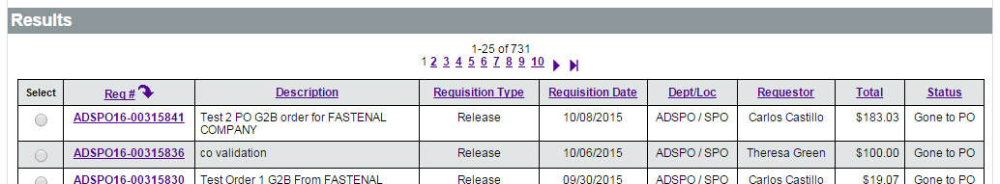 Results
1-25 of 731
1 2 3 4 5 6 7 8 9 10
Select Req # Description Requisition Type Requisition Date Dept/Loc Requestor Total Status
ADSPO16-00315841 Test 2 PO G2B order for FASTENAL COMPANY Release 10/08/2015 ADSPO / SPO Carlos Castillo $183.03 Gone to PO
ADSPO16-00315836 co validation Release 10/06/2015 ADSPO / SPO Theresa Green $100.00 Gone to PO
ADSPO16-00315830 Test Order 1 G2B From FASTENAL Release 09/30/2015 ADSPO / SPO Carlos Castillo $19.07 Gone to PO